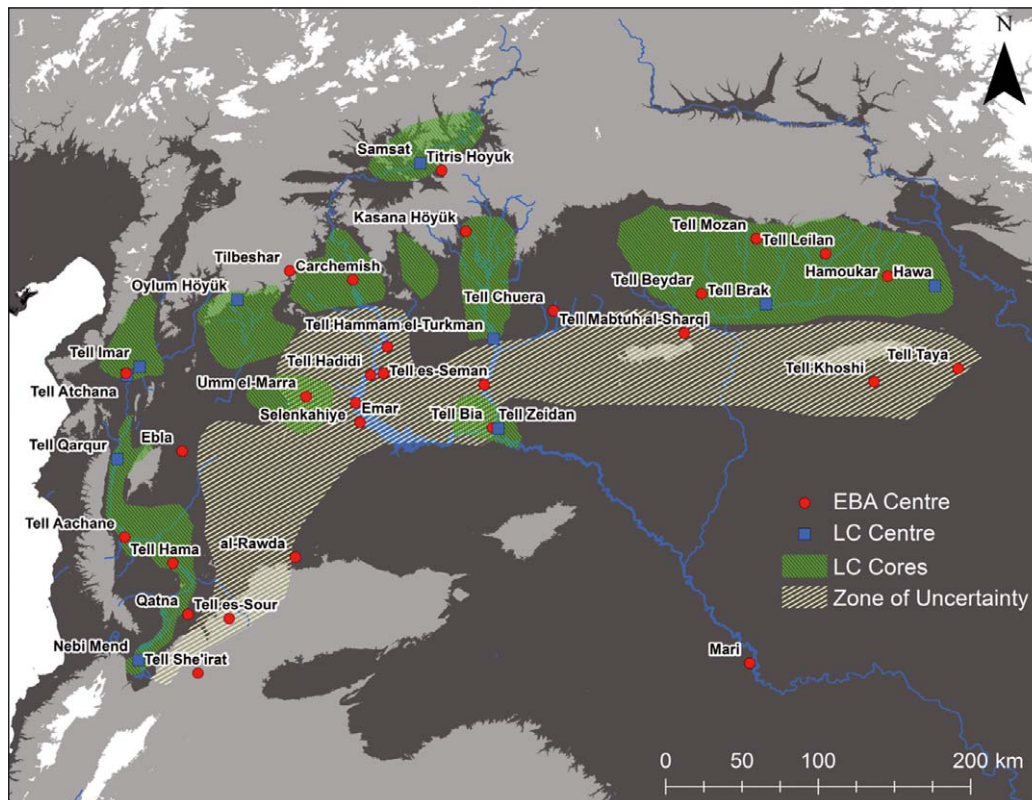 N
Samsat
Titris Hoyuk
Kasana Höyük
Tell Mozan
Tell Leilan
Tilbeshar
Carchemish
Hamoukar
Hawa
Oylum Höyük
Tell Beydar
Tell Brak
Tell Chuera
Tell Hammam el-Turkman
Tell Mabtuh al-Sharqi
Tell Imar
Tell Hadidi
Tell es-Seman
Tell Taya
Tell Khoshi
Umm el-Marra
Tell Atchana
Selenkahiye
Emar
Tell Bia
Tell Zeidan
Ebla
Tell Qarqur
Tell Aachane
Tell Hama
al-Rawda
Qatna
Tell es-Sour
Nebi Mend
Tell She'irat
Mari
EBA Centre
LC Centre
LC Cores
Zone of Uncertainty
0 50 100 200 km